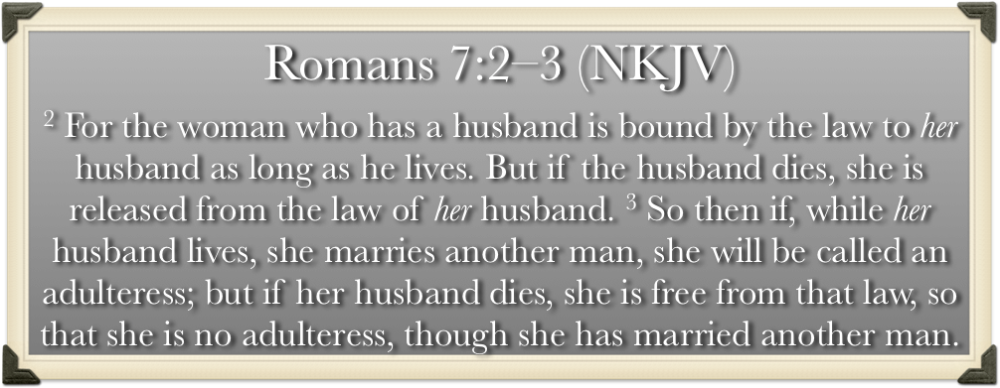 Romans 7:2–3 (NKJV)
2 For the woman who has a husband is bound by the law to her
husband as long as he lives. But if the husband dies, she is
released from the law of her husband. 3 So then if, while her
husband lives, she marries another man, she will be called an
adulteress; but if her husband dies, she is free from that law, so
that she is no adulteress, though she has married another man.